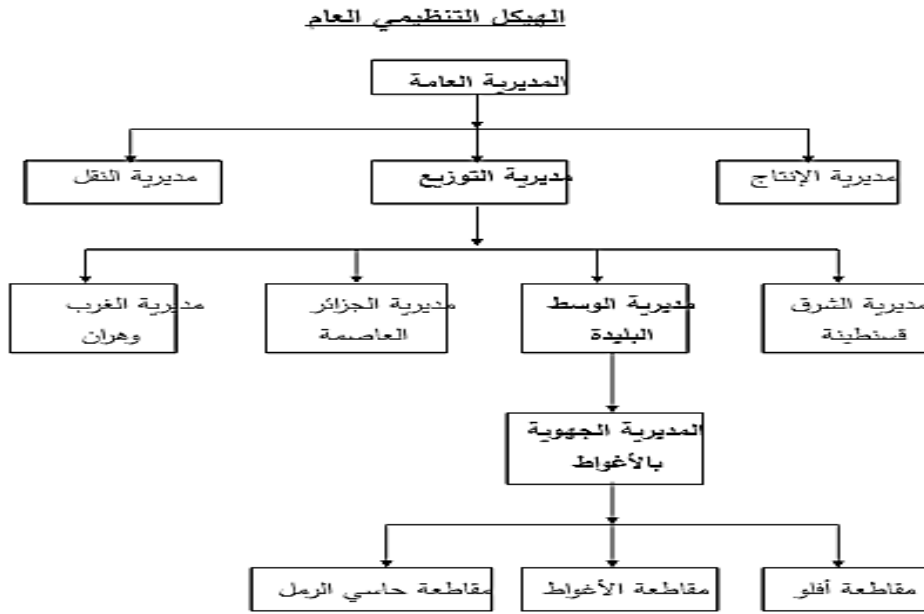 الهيكل التنظيمي العام
المديرية العامة
مديرية الإنتاج
مديرية التوزيع
مديرية النقل
مديرية الشرق
قسنطينة
مديرية الوسط
البليدة
مديرية الجزائر
العاصمة
مديرية الغرب
وهران
المديرية الجهوية
بالأغواط
مقاطعة أفلو
مقاطعة الأغواط
مقاطعة حاسي الرمل